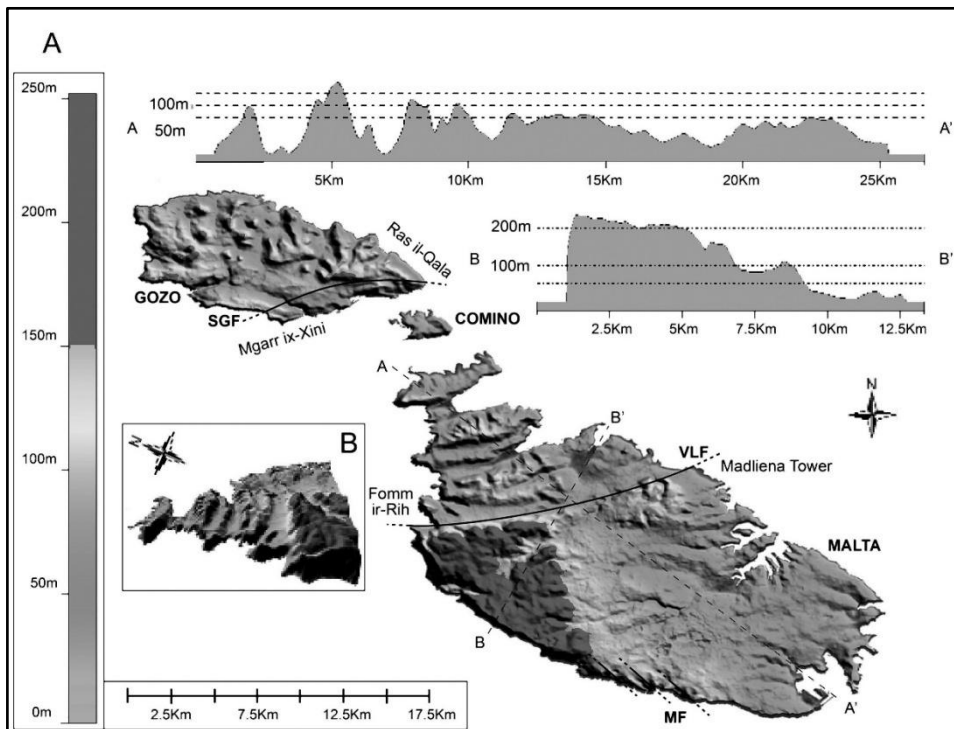 A
250m
200m
150m
100m
50m
0m
100m
50m
A
A'
5Km
10Km
15Km
20Km
25Km
200m
100m
B
B'
2.5Km
5Km
7.5Km
10Km
12.5Km
Ras il-Qala
GOZO
SGF
Mgarr ix-Xini
COMINO
A
N
B'
VLF
Madliena Tower
Fomm
ir-Rih
MALTA
B
N
B
A'
MF
2.5Km
7.5Km
12.5Km
17.5Km